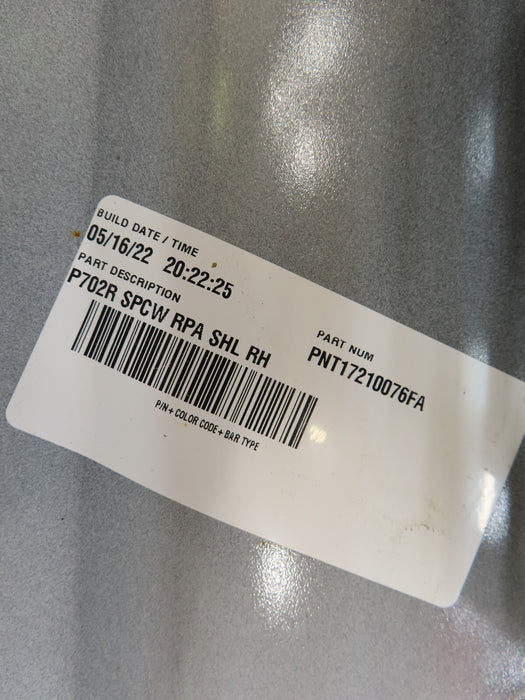 BUILD DATE / TIME
05/16/22 20:22:25
PART DESCRIPTION
P702R SPCW RPA SHL RH
PART NUM
PNT17210076FA
P/N + COLOR CODE + BAR TYPE